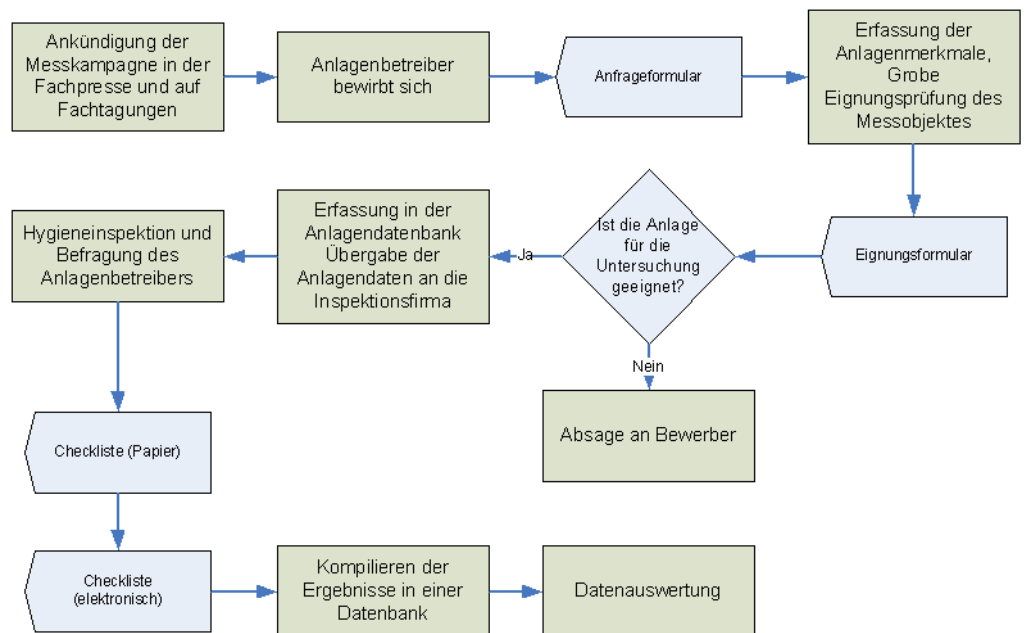 Ankündigung der
Messkampagne in der
Fachpresse und auf
Fachtagungen
Anlagenbetreiber
bewirbt sich
Anfrageformular
Erfassung der
Anlagenmerkmale,
Grobe
Eignungsprüfung des
Messobjektes
Eignungsformular
Ist die Anlage
für die
Untersuchung
geeignet?
Ja
Nein
Absage an Bewerber
Erfassung in der
Anlagendatenbank
Übergabe der
Anlagendaten an die
Inspektionsfirma
Hygieneinspektion und
Befragung des
Anlagenbetreibers
Checkliste (Papier)
Checkliste
(elektronisch)
Kompilieren der
Ergebnisse in einer
Datenbank
Datenauswertung